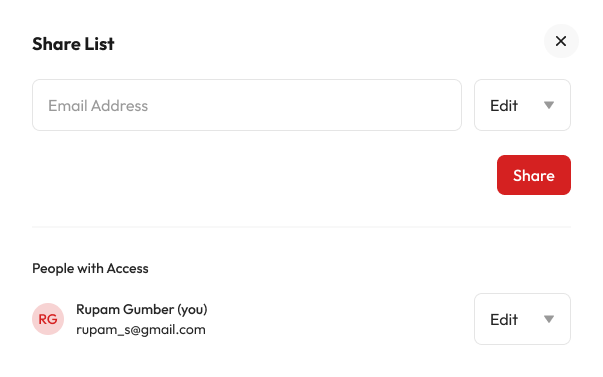 Share List
Email Address
Edit
Share
People with Access
RG
Rupam Gumber (you)
rupam_s@gmail.com
Edit